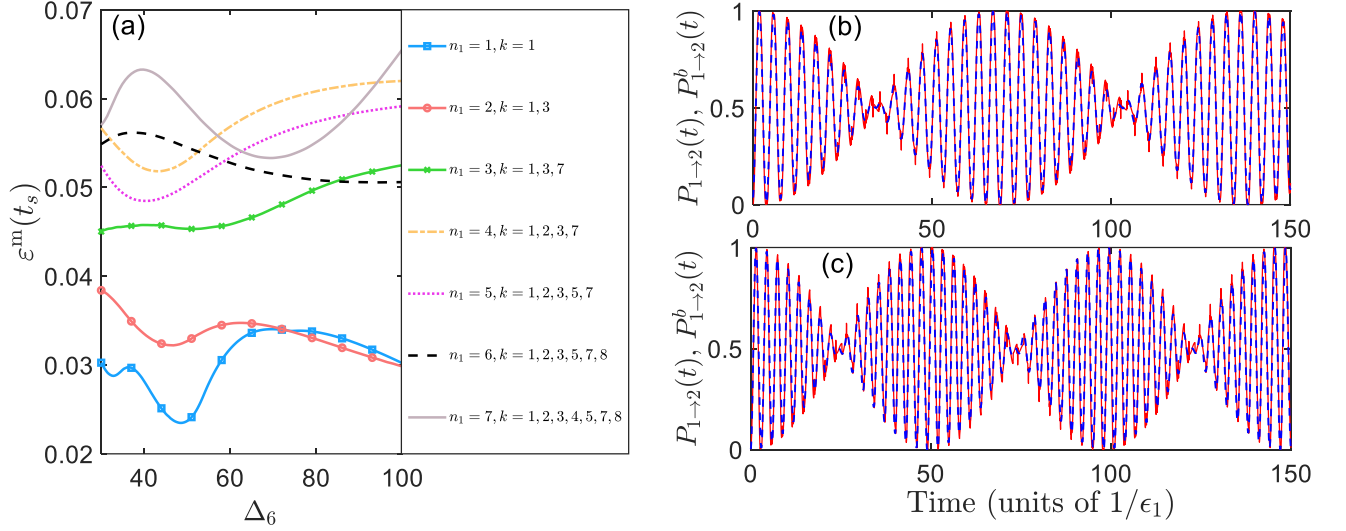 (a)
0.07
0.06
0.05
0.04
0.03
0.02
40
60
80
100
Δ₆
εᵐ(tₛ)
n₁ = 1, k = 1
n₁ = 2, k = 1,3
n₁ = 3, k = 1,3,7
n₁ = 4, k = 1,2,3,7
n₁ = 5, k = 1,2,3,5,7
n₁ = 6, k = 1,2,3,5,7,8
n₁ = 7, k = 1,2,3,4,5,7,8
(b)
1
0.5
0
0
50
100
150
P₁→₂(t), Pᵇ₁→₂(t)
(c)
1
0.5
0
0
50
100
150
P₁→₂(t), Pᵇ₁→₂(t)
Time (units of 1/ϵ₁)